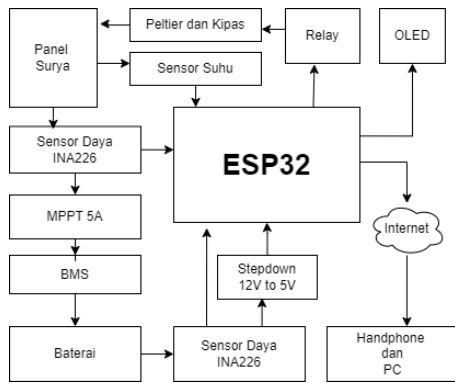 Panel
Surya
Peltier dan Kipas
Relay
OLED
Sensor Suhu
Sensor Daya
INA226
ESP32
MPPT 5A
Internet
BMS
Stepdown
12V to 5V
Baterai
Sensor Daya
INA226
Handphone
dan
PC